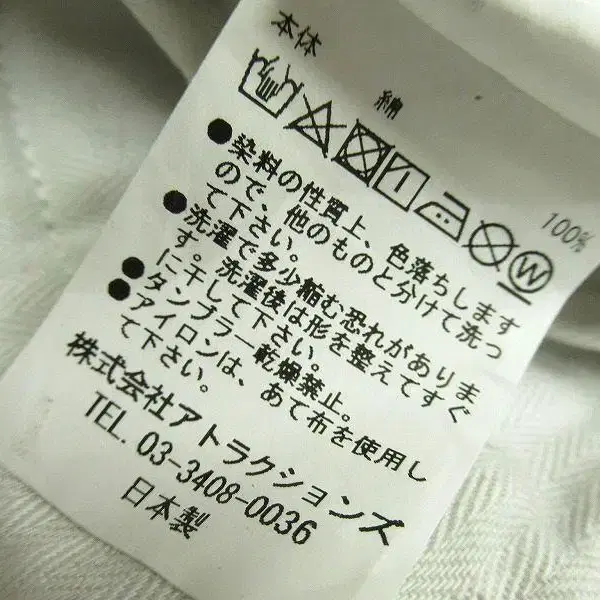 本体
綿 100%
●染料の性質上、色落ちします
ので、他のものと分けて洗っ
て下さい。
●洗濯で多少縮む恐れがありま
す。洗濯後は形を整えてすぐ
に干して下さい。
●タンブラー乾燥禁止。
●アイロンは、あて布を使用し
て下さい。
株式会社アトラクションズ
TEL. 03-3408-0036
日本製